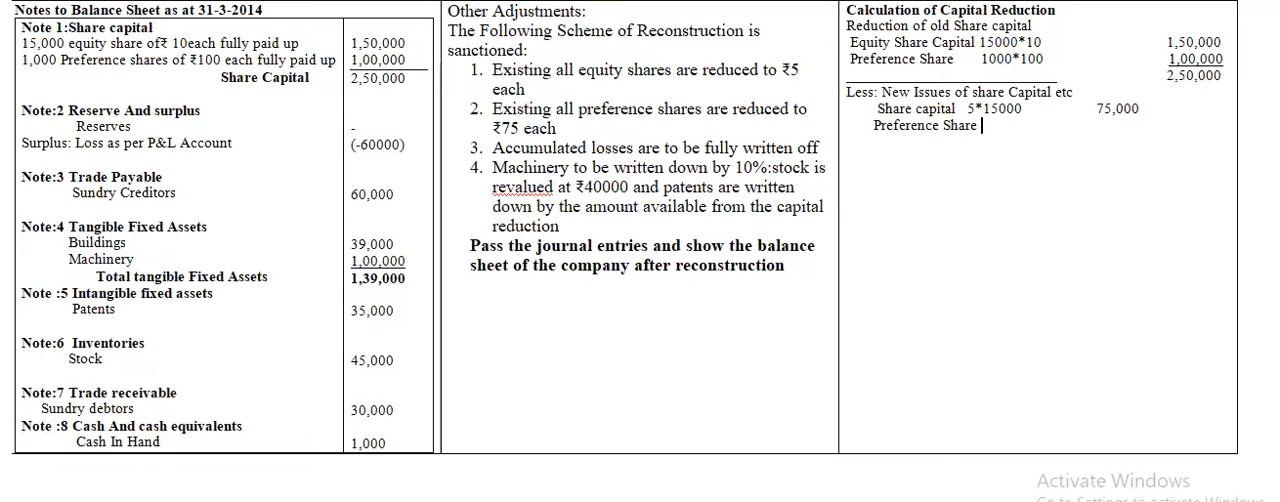 Notes to Balance Sheet as at 31-3-2014
Note 1:Share capital
15,000 equity share of₹ 10each fully paid up 1,50,000
1,000 Preference shares of ₹100 each fully paid up 1,00,000
Share Capital 2,50,000
Note:2 Reserve And surplus
Reserves -
Surplus: Loss as per P&L Account (-60000)
Note:3 Trade Payable
Sundry Creditors 60,000
Note:4 Tangible Fixed Assets
Buildings 39,000
Machinery 1,00,000
Total tangible Fixed Assets 1,39,000
Note :5 Intangible fixed assets
Patents 35,000
Note:6 Inventories
Stock 45,000
Note:7 Trade receivable
Sundry debtors 30,000
Note :8 Cash And cash equivalents
Cash In Hand 1,000
Other Adjustments:
The Following Scheme of Reconstruction is
sanctioned:
1. Existing all equity shares are reduced to ₹5
each
2. Existing all preference shares are reduced to
₹75 each
3. Accumulated losses are to be fully written off
4. Machinery to be written down by 10%:stock is
revalued at ₹40000 and patents are written
down by the amount available from the capital
reduction
Pass the journal entries and show the balance
sheet of the company after reconstruction
Calculation of Capital Reduction
Reduction of old Share capital
Equity Share Capital 15000*10 1,50,000
Preference Share 1000*100 1,00,000
2,50,000
Less: New Issues of share Capital etc
Share capital 5*15000 75,000
Preference Share
Activate Windows
Go to Settings to activate Windows.